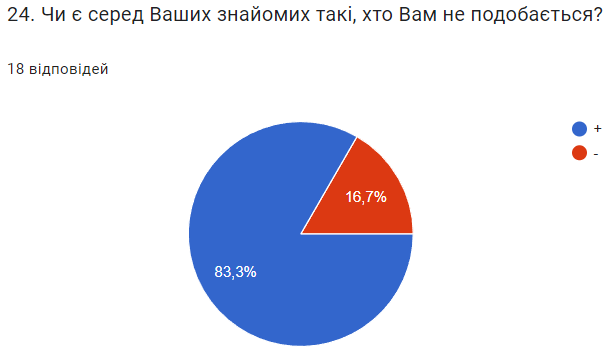 24. Чи є серед Ваших знайомих такі, хто Вам не подобається?
18 відповідей
+
-
16,7%
83,3%